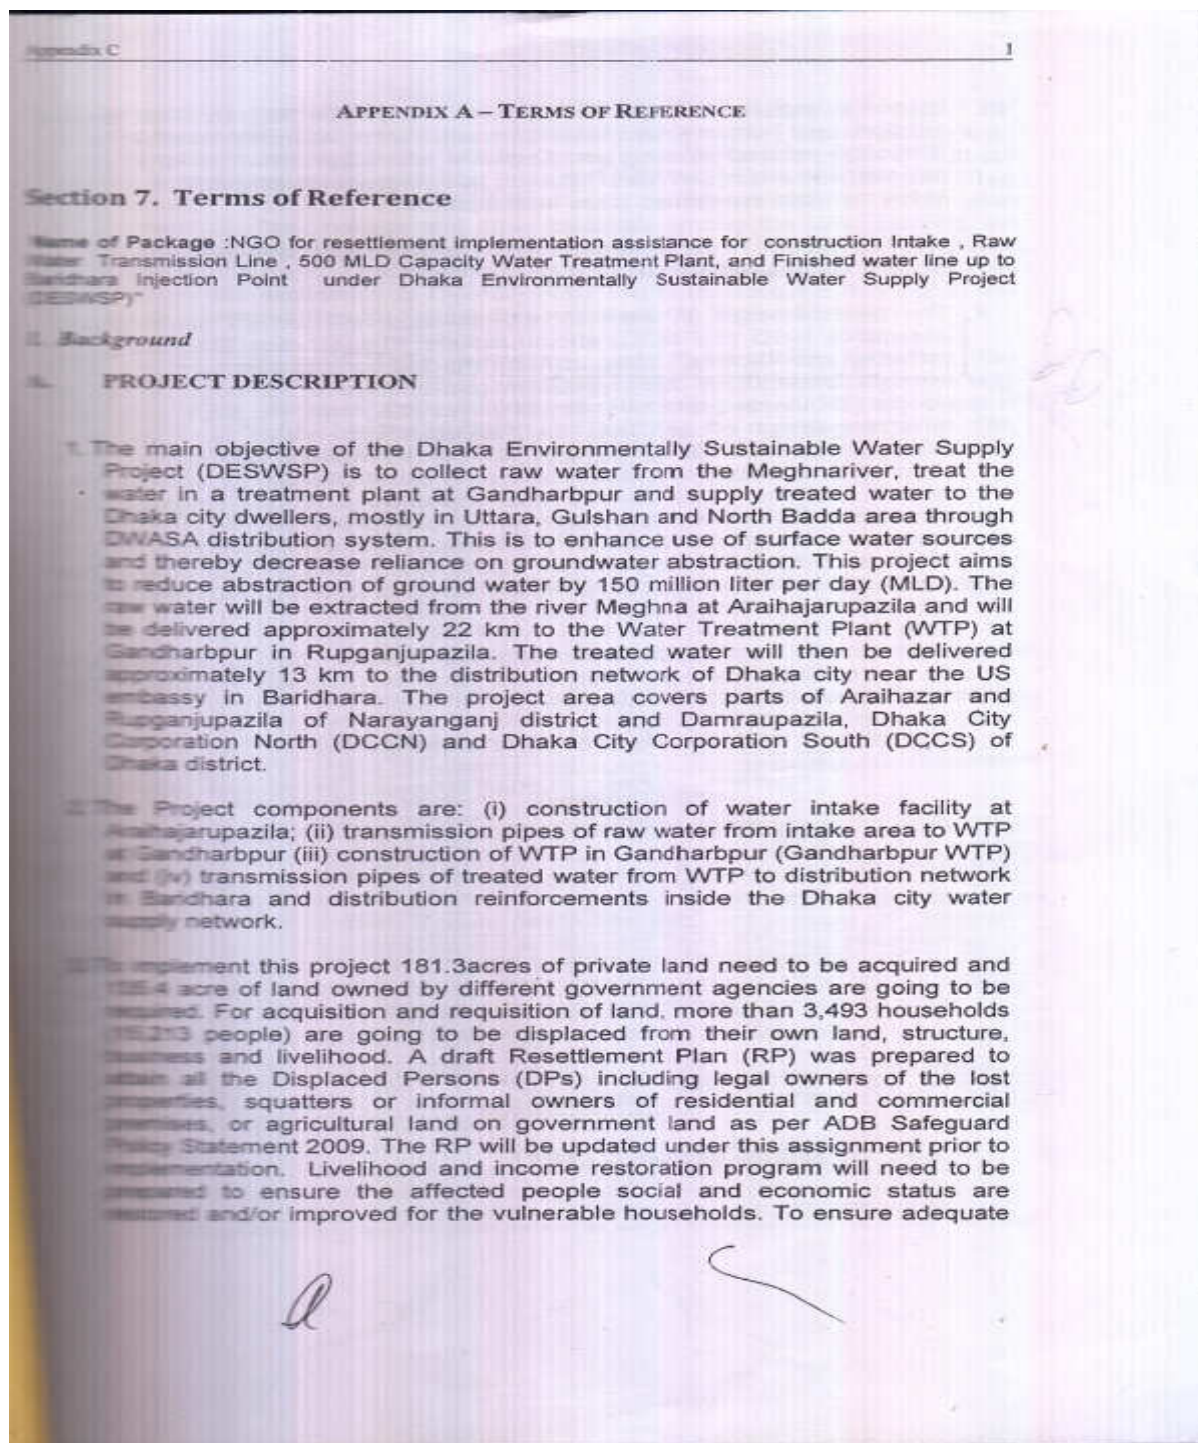 Appendix C 1
APPENDIX A – TERMS OF REFERENCE
Section 7. Terms of Reference
Name of Package :NGO for resettlement implementation assistance for construction Intake , Raw
Water Transmission Line , 500 MLD Capacity Water Treatment Plant, and Finished water line up to
Baridhara Injection Point under Dhaka Environmentally Sustainable Water Supply Project
(DESWSP)"
Background
PROJECT DESCRIPTION
1. The main objective of the Dhaka Environmentally Sustainable Water Supply
Project (DESWSP) is to collect raw water from the Meghnariver, treat the
water in a treatment plant at Gandharbpur and supply treated water to the
Dhaka city dwellers, mostly in Uttara, Gulshan and North Badda area through
DWASA distribution system. This is to enhance use of surface water sources
and thereby decrease reliance on groundwater abstraction. This project aims
to reduce abstraction of ground water by 150 million liter per day (MLD). The
raw water will be extracted from the river Meghna at Araihajarupazila and will
be delivered approximately 22 km to the Water Treatment Plant (WTP) at
Gandharbpur in Rupganjupazila. The treated water will then be delivered
approximately 13 km to the distribution network of Dhaka city near the US
embassy in Baridhara. The project area covers parts of Araihazar and
Rupganjupazila of Narayanganj district and Damraupazila, Dhaka City
Corporation North (DCCN) and Dhaka City Corporation South (DCCS) of
Dhaka district.
2. The Project components are: (i) construction of water intake facility at
Araihajarupazila; (ii) transmission pipes of raw water from intake area to WTP
at Gandharbpur (iii) construction of WTP in Gandharbpur (Gandharbpur WTP)
and (iv) transmission pipes of treated water from WTP to distribution network
in Baridhara and distribution reinforcements inside the Dhaka city water
supply network.
To implement this project 181.3acres of private land need to be acquired and
acre of land owned by different government agencies are going to be
For acquisition and requisition of land, more than 3,493 households
people) are going to be displaced from their own land, structure,
business and livelihood. A draft Resettlement Plan (RP) was prepared to
all the Displaced Persons (DPs) including legal owners of the lost
properties, squatters or informal owners of residential and commercial
premises, or agricultural land on government land as per ADB Safeguard
Policy Statement 2009. The RP will be updated under this assignment prior to
implementation. Livelihood and income restoration program will need to be
prepared to ensure the affected people social and economic status are
restored and/or improved for the vulnerable households. To ensure adequate